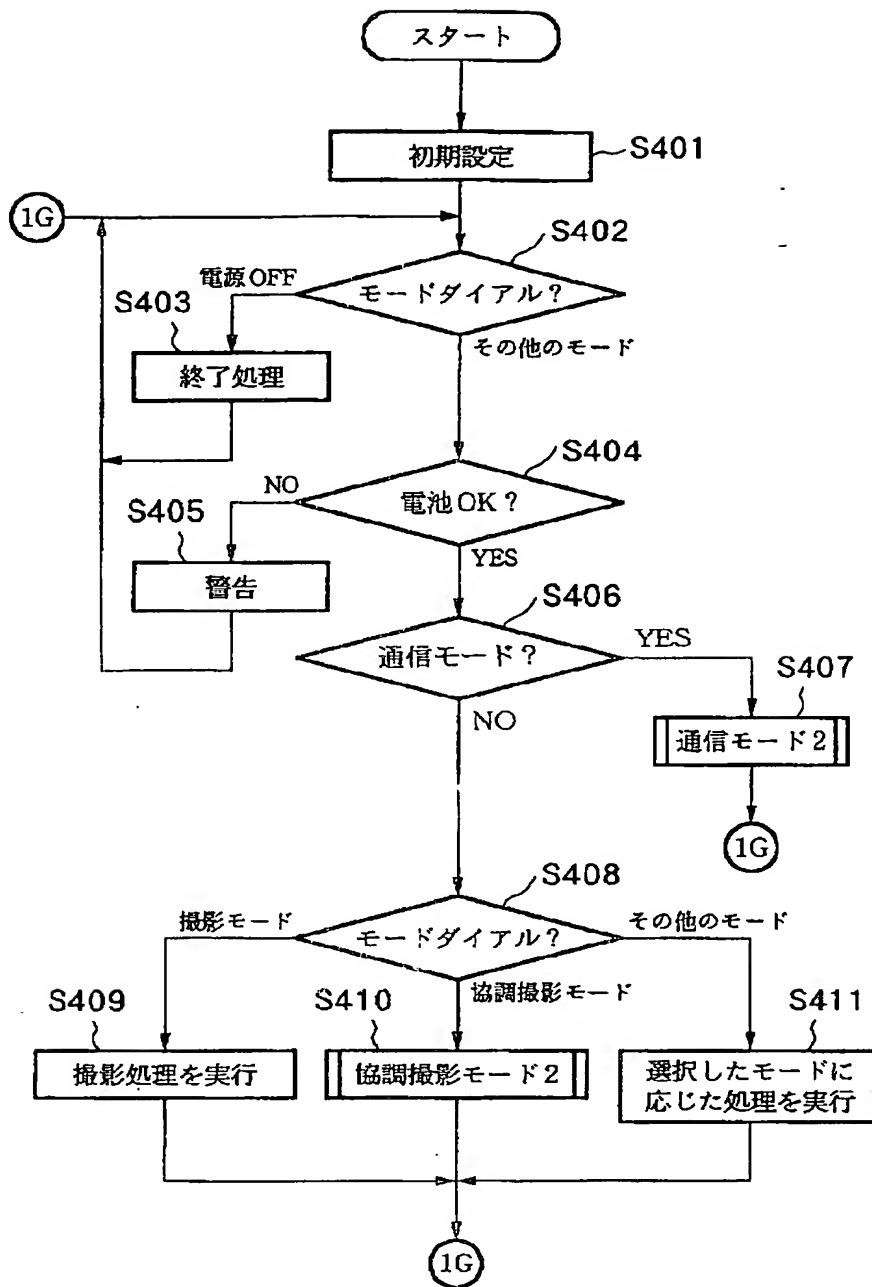 スタート
初期設定
S401
1G
S402
電源OFF
モードダイアル?
S403
その他のモード
終了処理
S404
NO
電池OK?
S405
YES
警告
S406
通信モード?
YES
S407
NO
通信モード2
1G
S408
撮影モード
その他のモード
モードダイアル?
協調撮影モード
S409
S410
S411
撮影処理を実行
協調撮影モード2
選択したモードに
応じた処理を実行
1G